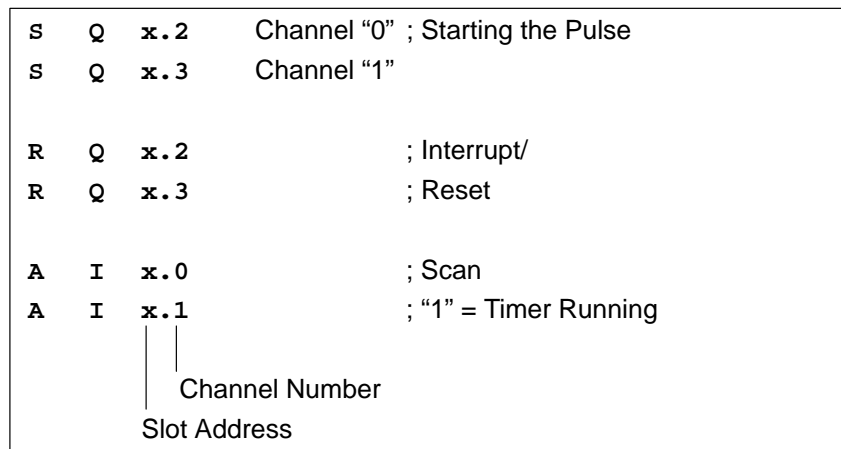 S Q x.2 Channel “0” ; Starting the Pulse
S Q x.3 Channel “1”
R Q x.2 ; Interrupt/
R Q x.3 ; Reset
A I x.0 ; Scan
A I x.1 ; “1” = Timer Running
Channel Number
Slot Address